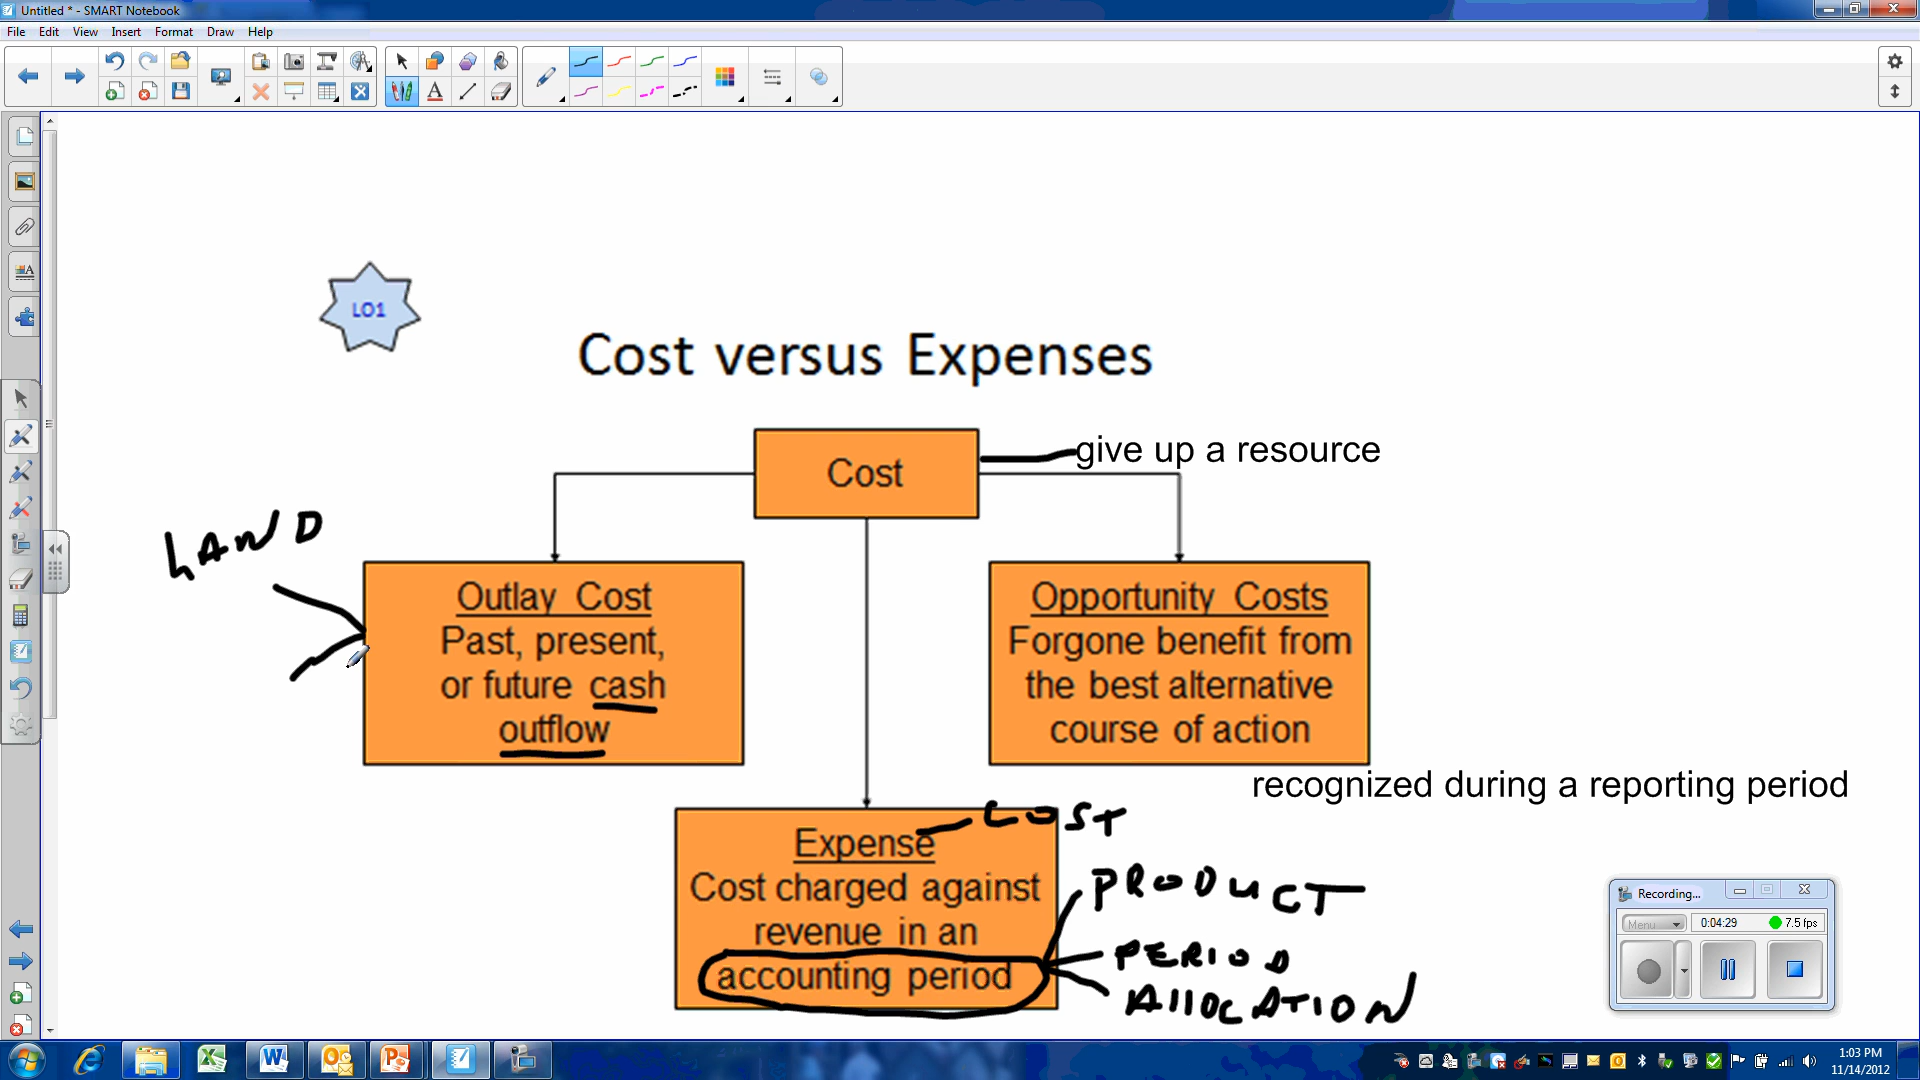 Untitled * - SMART Notebook
File Edit View Insert Format Draw Help
LO1
Cost versus Expenses
Cost
give up a resource
LAND
Outlay Cost
Past, present,
or future cash
outflow
Opportunity Costs
Forgone benefit from
the best alternative
course of action
recognized during a reporting period
Expense
COST
Cost charged against
revenue in an
accounting period
PRODUCT
PERIOD
AllOCATION
Recording...
Menu
0:04:29
7.5 fps
1:03 PM
11/14/2012